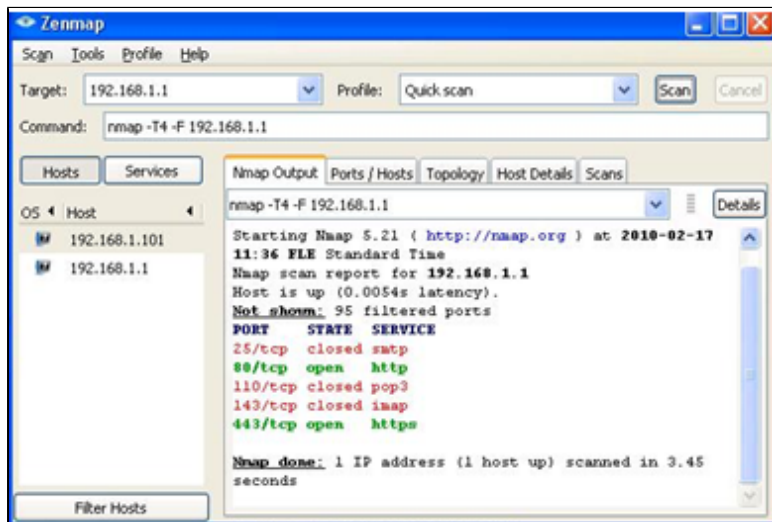 Zenmap
Scan Tools Profile Help
Target: 192.168.1.1 Profile: Quick scan Scan Cancel
Command: nmap -T4 -F 192.168.1.1
Hosts Services
Nmap Output Ports / Hosts Topology Host Details Scans
OS Host
nmap -T4 -F 192.168.1.1 Details
192.168.1.101
192.168.1.1
Starting Nmap 5.21 ( http://nmap.org ) at 2010-02-17
11:36 FLE Standard Time
Nmap scan report for 192.168.1.1
Host is up (0.0054s latency).
Not shown: 95 filtered ports
PORT STATE SERVICE
25/tcp closed smtp
80/tcp open http
110/tcp closed pop3
143/tcp closed imap
443/tcp open https
Nmap done: 1 IP address (1 host up) scanned in 3.45
seconds
Filter Hosts